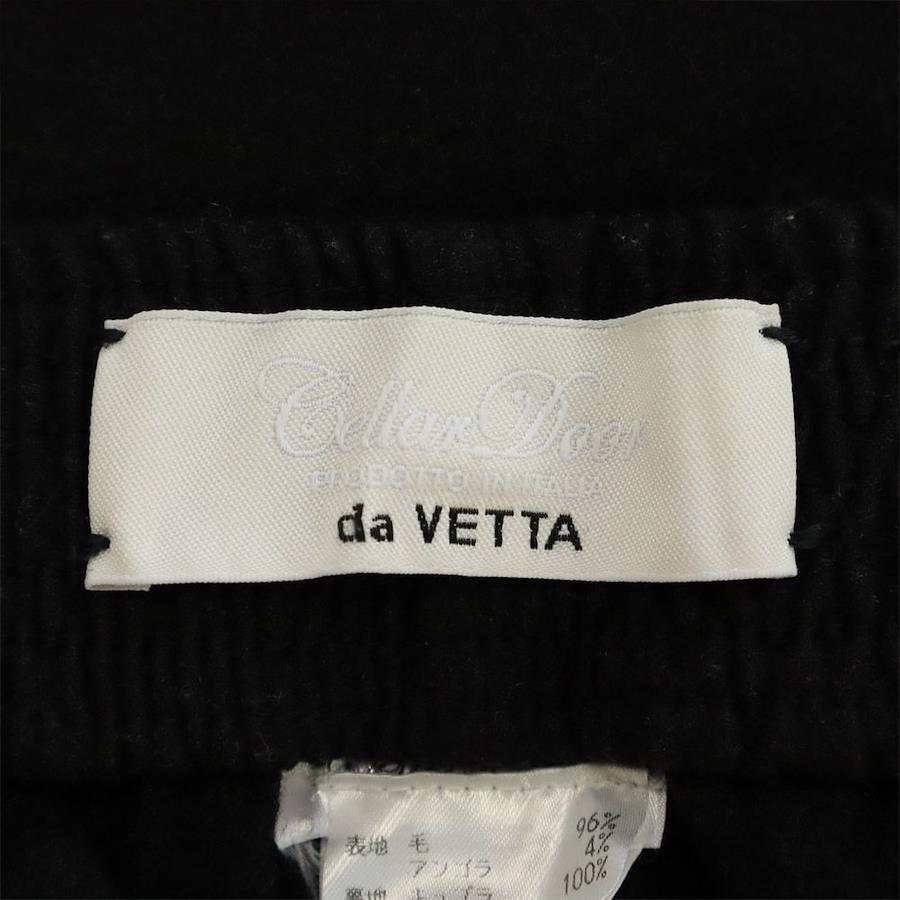 Cellar Door
PRODOTTO IN ITALIA
da VETTA
表地 毛 96%
アンゴラ 4%
裏地 キュプラ 100%